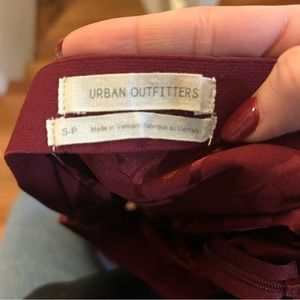 URBAN OUTFITTERS
S-P Made in Vietnam/Fabriqué au Vietnam